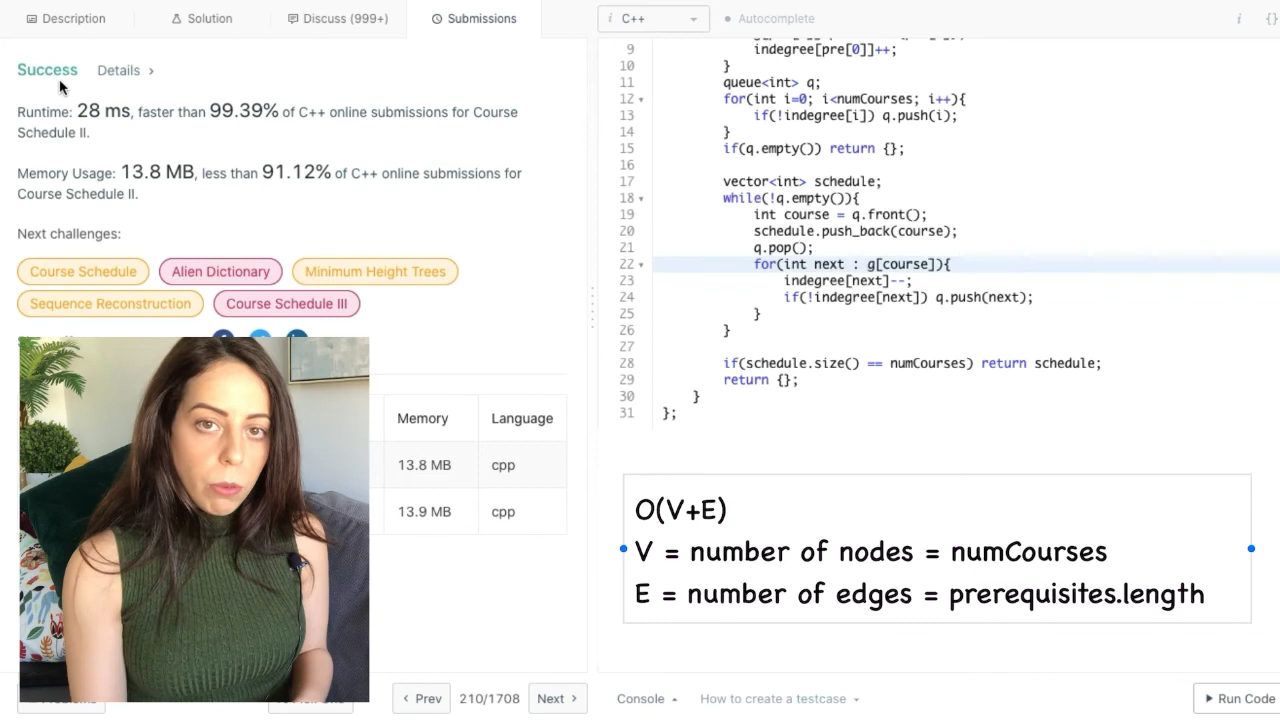 Description
Solution
Discuss (999+)
Submissions
i C++
Autocomplete
i {}
Success
Details >
Runtime: 28 ms, faster than 99.39% of C++ online submissions for Course
Schedule II.
Memory Usage: 13.8 MB, less than 91.12% of C++ online submissions for
Course Schedule II.
Next challenges:
Course Schedule
Alien Dictionary
Minimum Height Trees
Sequence Reconstruction
Course Schedule III
Memory Language
13.8 MB cpp
13.9 MB cpp
< Prev
210/1708
Next >
9 indegree[pre[0]]++;
10 }
11 queue<int> q;
12 for(int i=0; i<numCourses; i++){
13 if(!indegree[i]) q.push(i);
14 }
15 if(q.empty()) return {};
16
17 vector<int> schedule;
18 while(!q.empty()){
19 int course = q.front();
20 schedule.push_back(course);
21 q.pop();
22 for(int next : g[course]){
23 indegree[next]--;
24 if(!indegree[next]) q.push(next);
25 }
26 }
27
28 if(schedule.size() == numCourses) return schedule;
29 return {};
30 }
31 };
O(V+E)
V = number of nodes = numCourses
E = number of edges = prerequisites.length
Console
How to create a testcase
Run Code